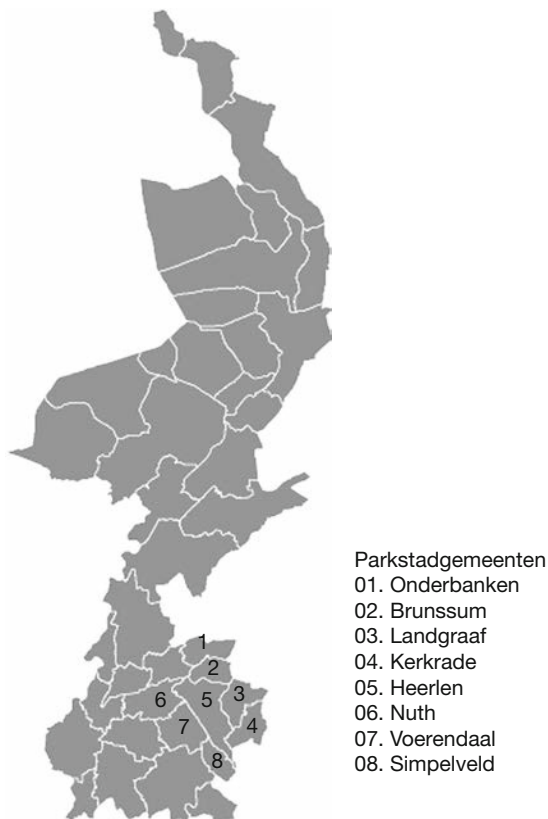 1
2
3
4
5
6
7
8
Parkstadgemeenten
01. Onderbanken
02. Brunssum
03. Landgraaf
04. Kerkrade
05. Heerlen
06. Nuth
07. Voerendaal
08. Simpelveld